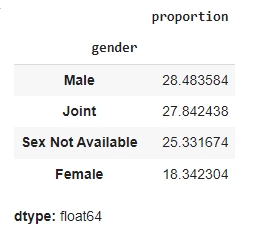 proportion
gender
Male 28.483584
Joint 27.842438
Sex Not Available 25.331674
Female 18.342304
dtype: float64